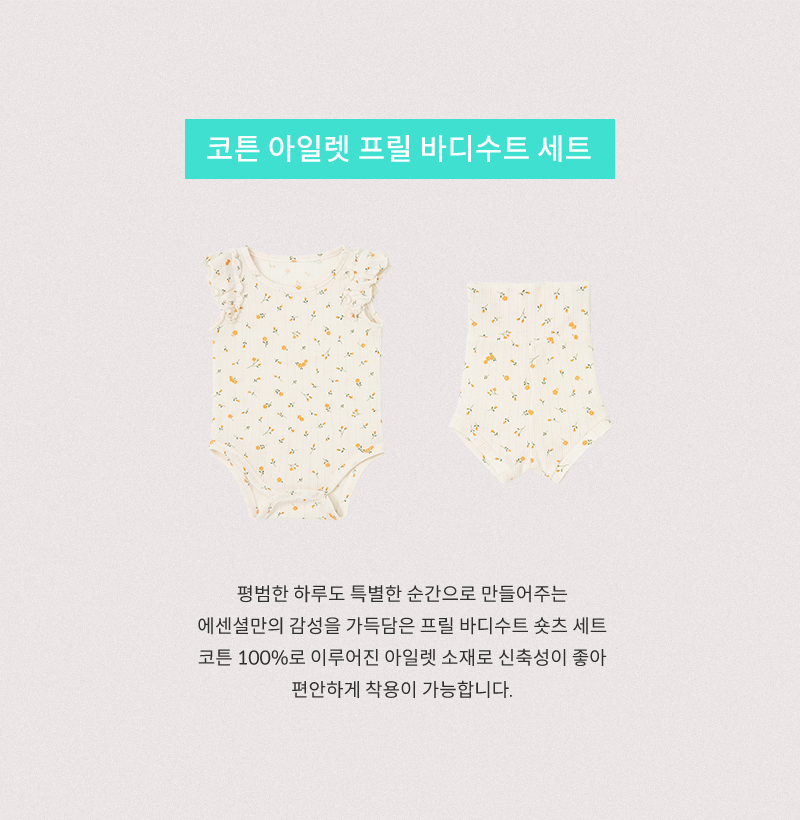 코튼 아일렛 프릴 바디수트 세트
평범한 하루도 특별한 순간으로 만들어주는
에센셜만의 감성을 가득담은 프릴 바디수트 숏츠 세트
코튼 100%로 이루어진 아일렛 소재로 신축성이 좋아
편안하게 착용이 가능합니다.